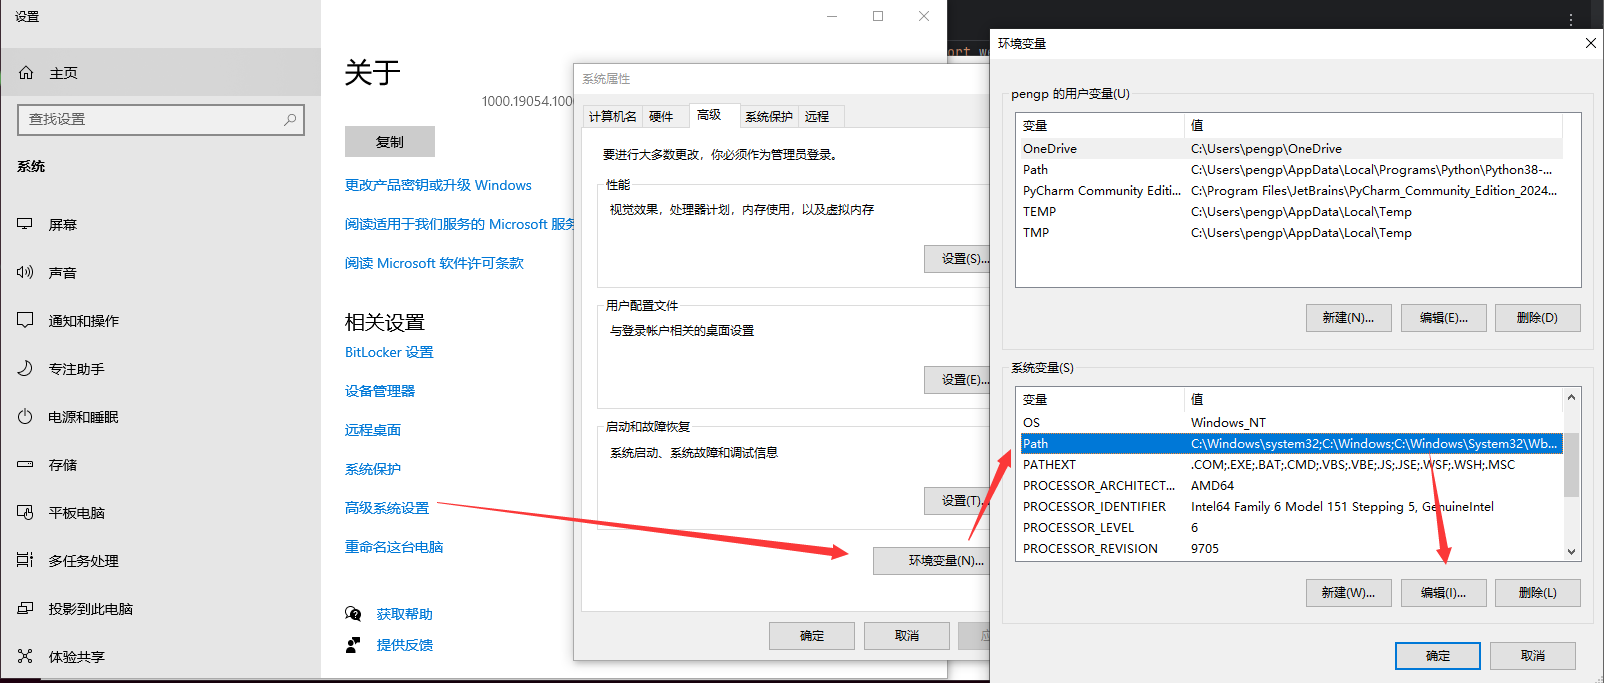 设置
主页
查找设置
系统
屏幕
声音
通知和操作
专注助手
电源和睡眠
存储
平板电脑
多任务处理
投影到此电脑
体验共享
关于
1000.19054.100
复制
更改产品密钥或升级 Windows
阅读适用于我们服务的 Microsoft 服务
阅读 Microsoft 软件许可条款
相关设置
BitLocker 设置
设备管理器
远程桌面
系统保护
高级系统设置
重命名这台电脑
获取帮助
提供反馈
系统属性
计算机名 硬件 高级 系统保护 远程
要进行大多数更改，你必须作为管理员登录。
性能
视觉效果，处理器计划，内存使用，以及虚拟内存
设置(S)...
用户配置文件
与登录帐户相关的桌面设置
设置(E)...
启动和故障恢复
系统启动、系统故障和调试信息
设置(T)...
环境变量(N)...
确定 取消
环境变量
pengp 的用户变量(U)
变量 值
OneDrive C:\Users\pengp\OneDrive
Path C:\Users\pengp\AppData\Local\Programs\Python\Python38-...
PyCharm Community Editi... C:\Program Files\JetBrains\PyCharm_Community_Edition_2024...
TEMP C:\Users\pengp\AppData\Local\Temp
TMP C:\Users\pengp\AppData\Local\Temp
新建(N)... 编辑(E)... 删除(D)
系统变量(S)
变量 值
OS Windows_NT
Path C:\Windows\system32;C:\Windows;C:\Windows\System32\Wb...
PATHEXT .COM;.EXE;.BAT;.CMD;.VBS;.VBE;.JS;.JSE;.WSF;.WSH;.MSC
PROCESSOR_ARCHITECT... AMD64
PROCESSOR_IDENTIFIER Intel64 Family 6 Model 151 Stepping 5, GenuineIntel
PROCESSOR_LEVEL 6
PROCESSOR_REVISION 9705
新建(W)... 编辑(I)... 删除(L)
确定 取消